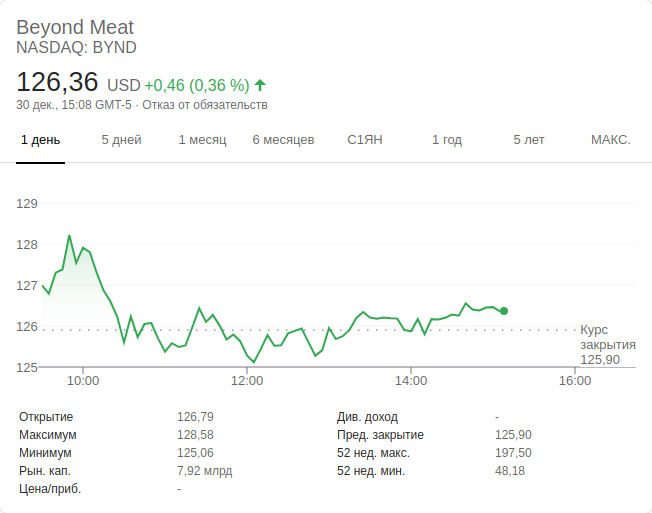 Beyond Meat
NASDAQ: BYND
126,36 USD +0,46 (0,36 %)
30 дек., 15:08 GMT-5 · Отказ от обязательств
1 день 5 дней 1 месяц 6 месяцев С1ЯН 1 год 5 лет МАКС.
129
128
127
126
125
Курс
закрытия
125,90
10:00 12:00 14:00 16:00
Открытие 126,79 Див. доход -
Максимум 128,58 Пред. закрытие 125,90
Минимум 125,06 52 нед. макс. 197,50
Рын. кап. 7,92 млрд 52 нед. мин. 48,18
Цена/приб. -